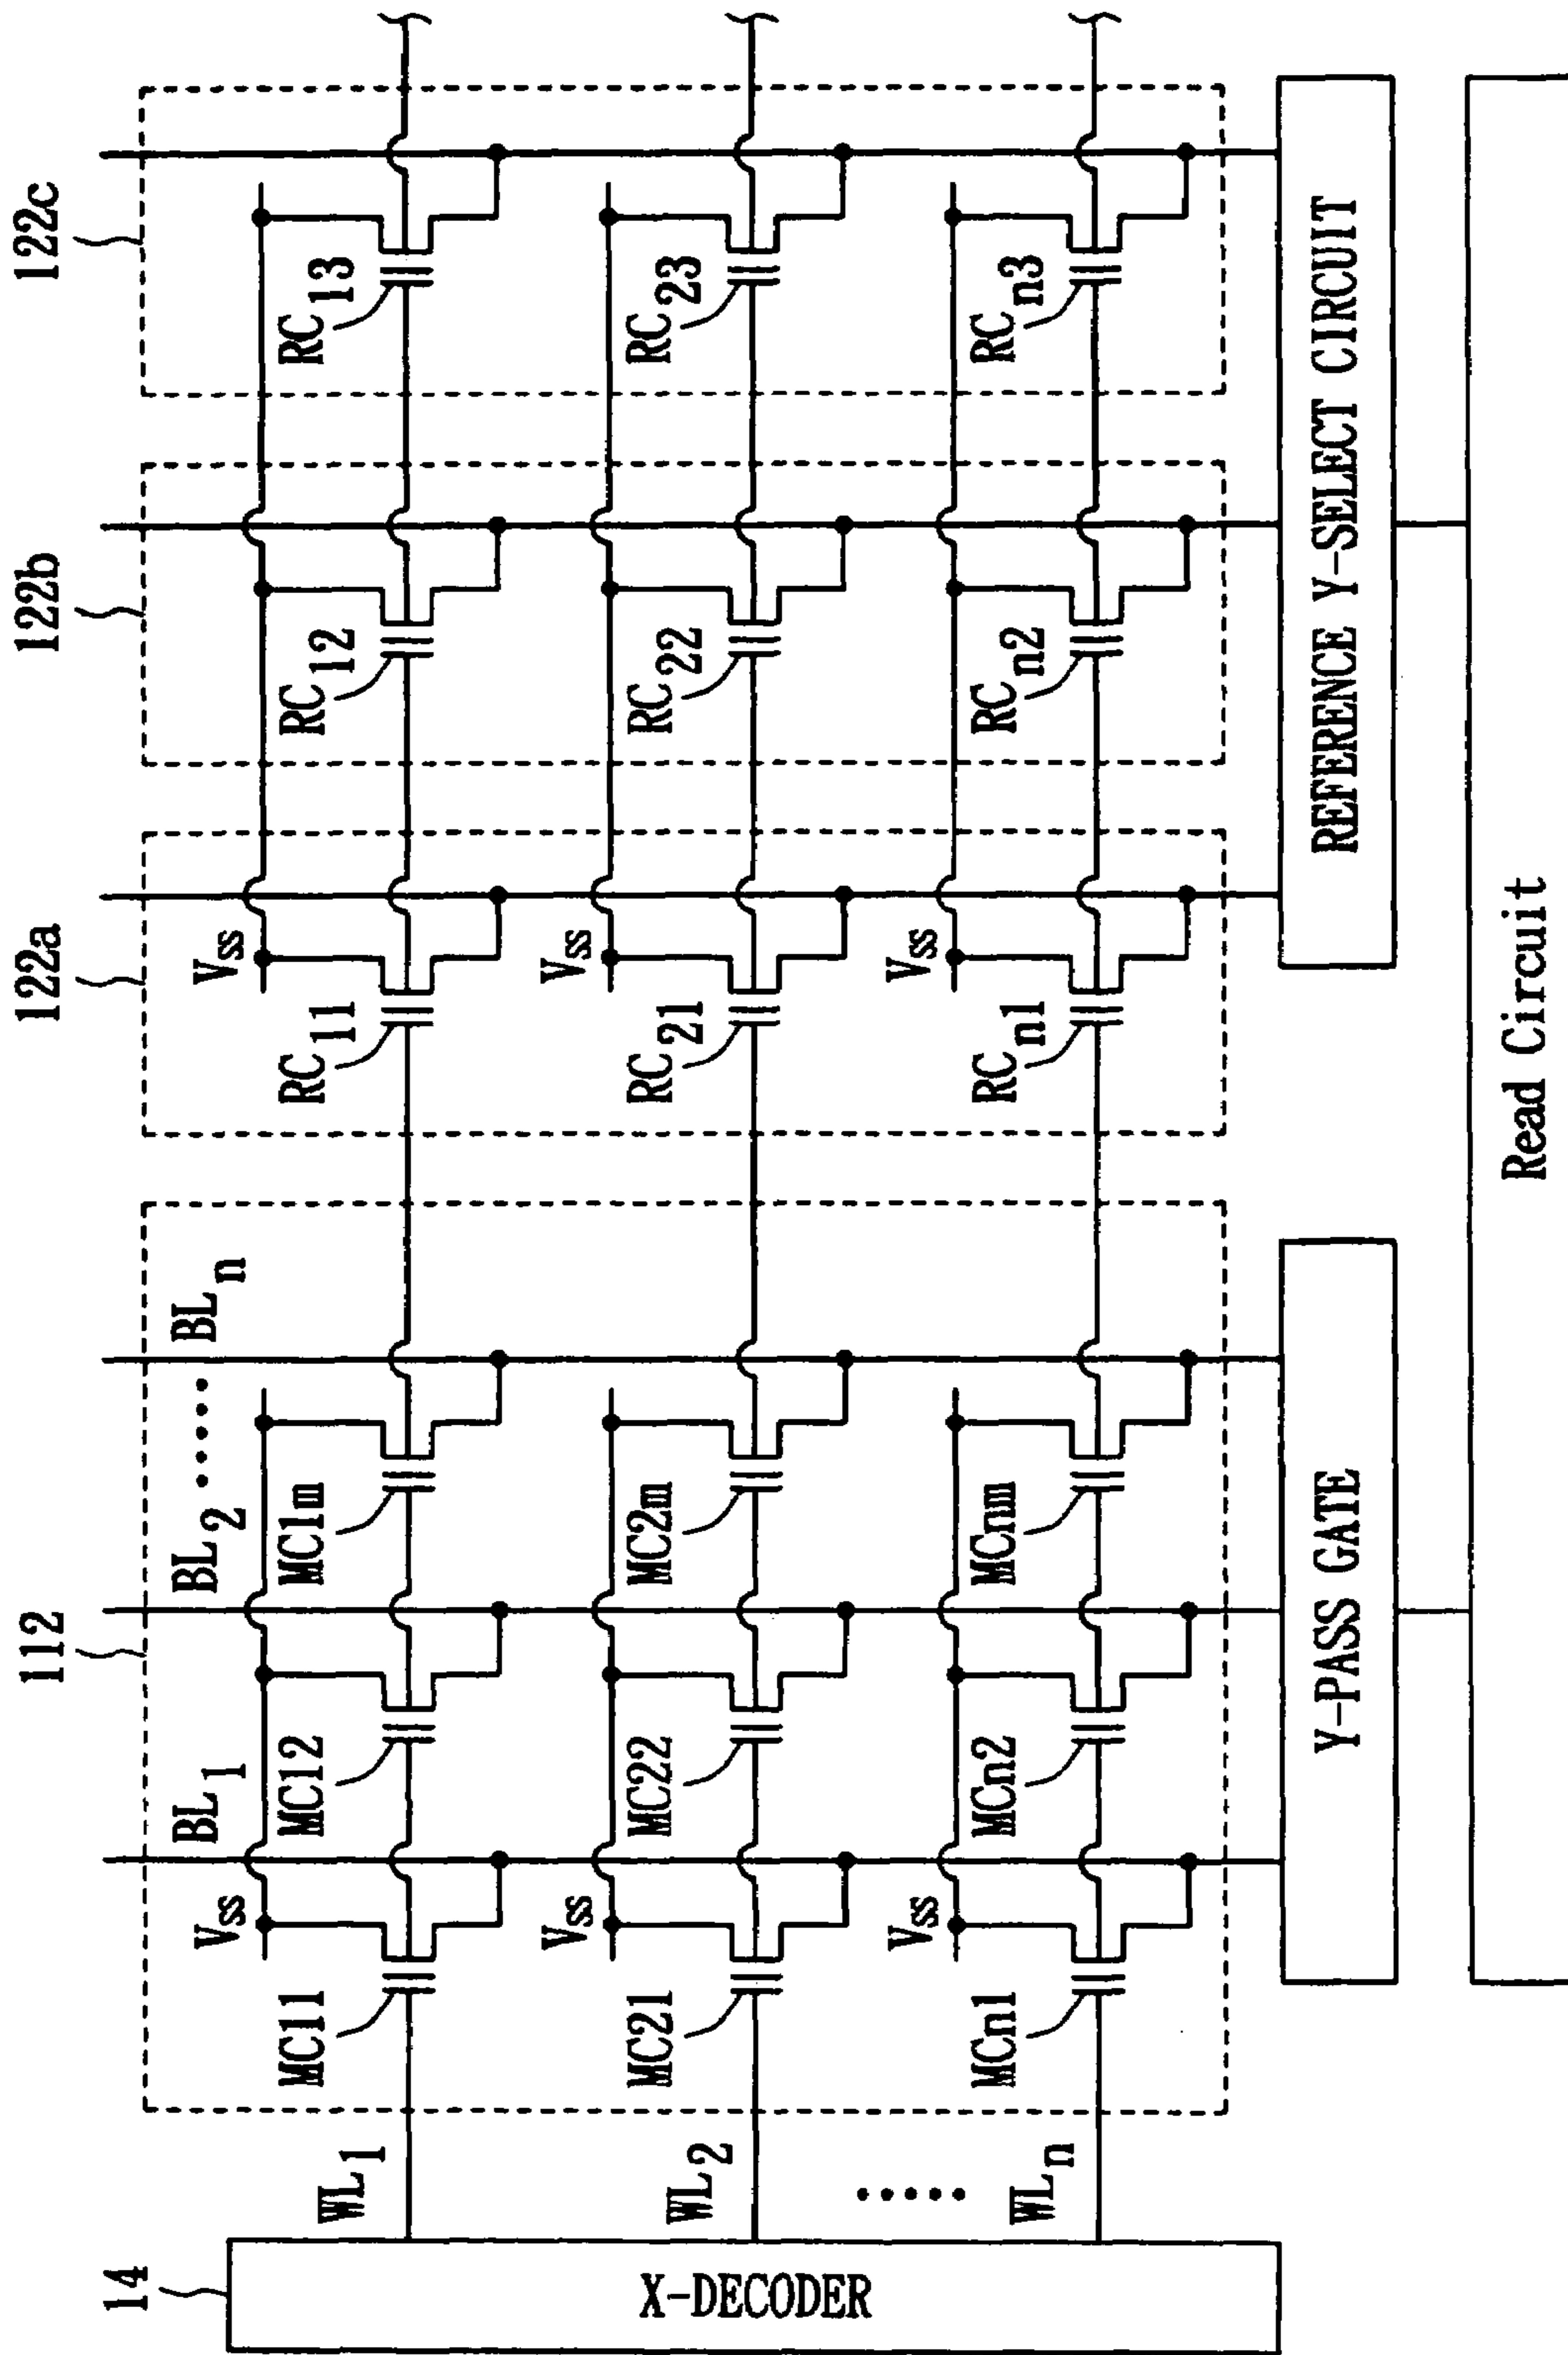 14
112
122a
122b
122c
BL1
BL2 ····· BLn
Vss
Vss
WL1
MC11
MC12
MC1m
RC11
RC12
RC13
Vss
Vss
WL2
MC21
MC22
MC2m
RC21
RC22
RC23
·····
Vss
Vss
WLn
MCn1
MCn2
MCnm
RCn1
RCn2
RCn3
X-DECODER
Y-PASS GATE
REFERENCE Y-SELECT CIRCUIT
Read Circuit